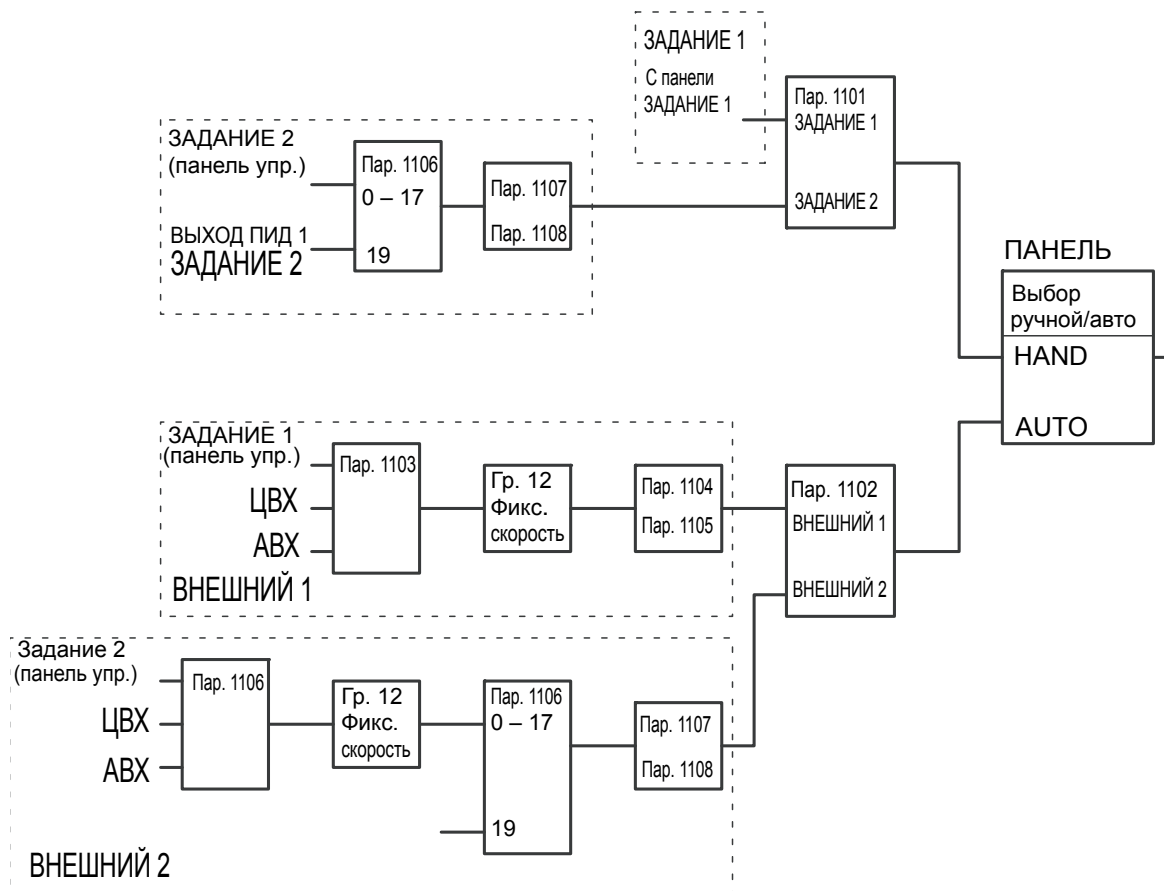 ЗАДАНИЕ 1
С панели
ЗАДАНИЕ 1
Пар. 1101
ЗАДАНИЕ 1
ЗАДАНИЕ 2
ЗАДАНИЕ 2
(панель упр.)
ВЫХОД ПИД 1
ЗАДАНИЕ 2
Пар. 1106
0 – 17
19
Пар. 1107
Пар. 1108
ПАНЕЛЬ
Выбор
ручной/авто
HAND
AUTO
ЗАДАНИЕ 1
(панель упр.)
ЦВХ
АВХ
ВНЕШНИЙ 1
Пар. 1103
Гр. 12
Фикс.
скорость
Пар. 1104
Пар. 1105
Пар. 1102
ВНЕШНИЙ 1
ВНЕШНИЙ 2
Задание 2
(панель упр.)
ЦВХ
АВХ
ВНЕШНИЙ 2
Пар. 1106
Гр. 12
Фикс.
скорость
Пар. 1106
0 – 17
19
Пар. 1107
Пар. 1108